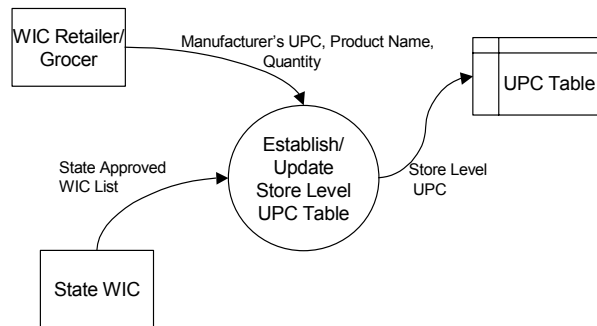 WIC Retailer/
Grocer
Manufacturer's UPC, Product Name,
Quantity
UPC Table
Establish/
Update
Store Level
UPC Table
State Approved
WIC List
Store Level
UPC
State WIC